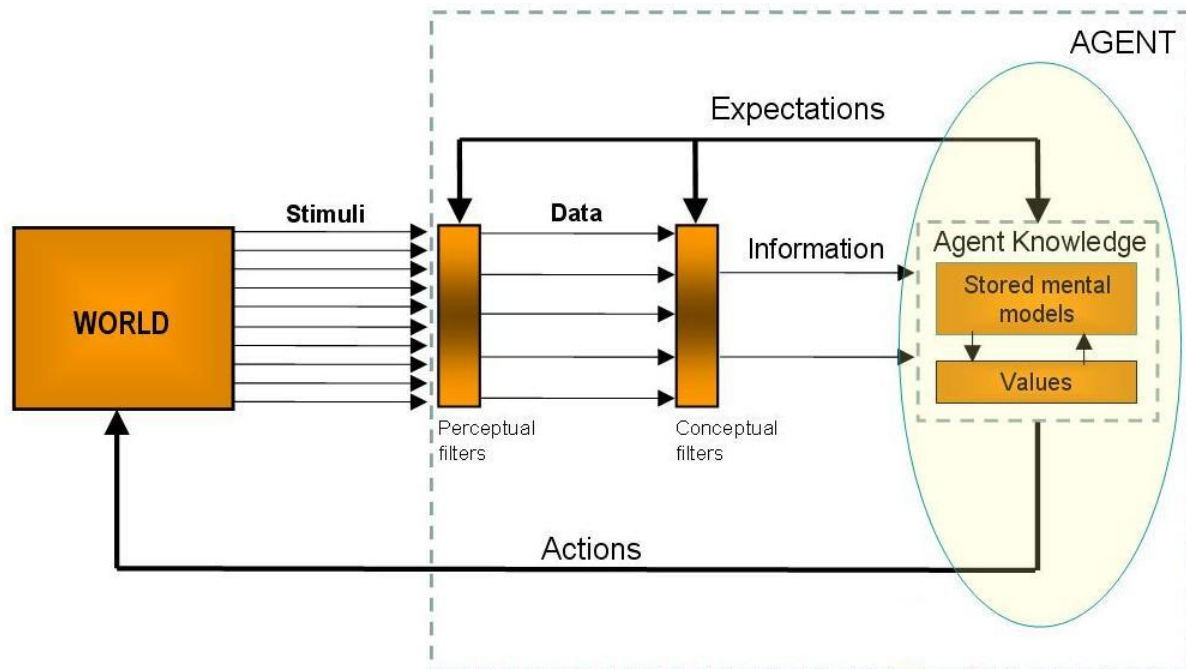 AGENT
Expectations
Stimuli
Data
WORLD
Information
Agent Knowledge
Stored mental
models
Values
Perceptual
filters
Conceptual
filters
Actions